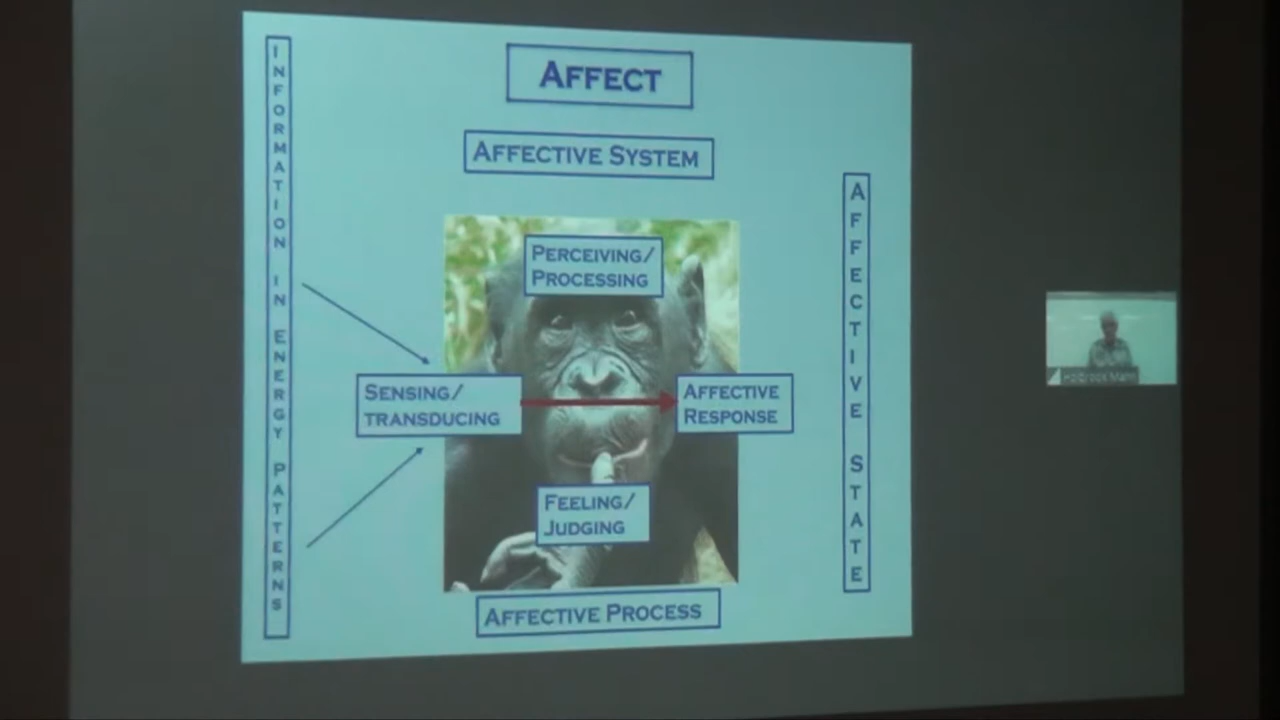 AFFECT
AFFECTIVE SYSTEM
INFORMATION IN ENERGY PATTERNS
PERCEIVING/
PROCESSING
SENSING/
TRANSDUCING
AFFECTIVE
RESPONSE
FEELING/
JUDGING
AFFECTIVE PROCESS
AFFECTIVE STATE